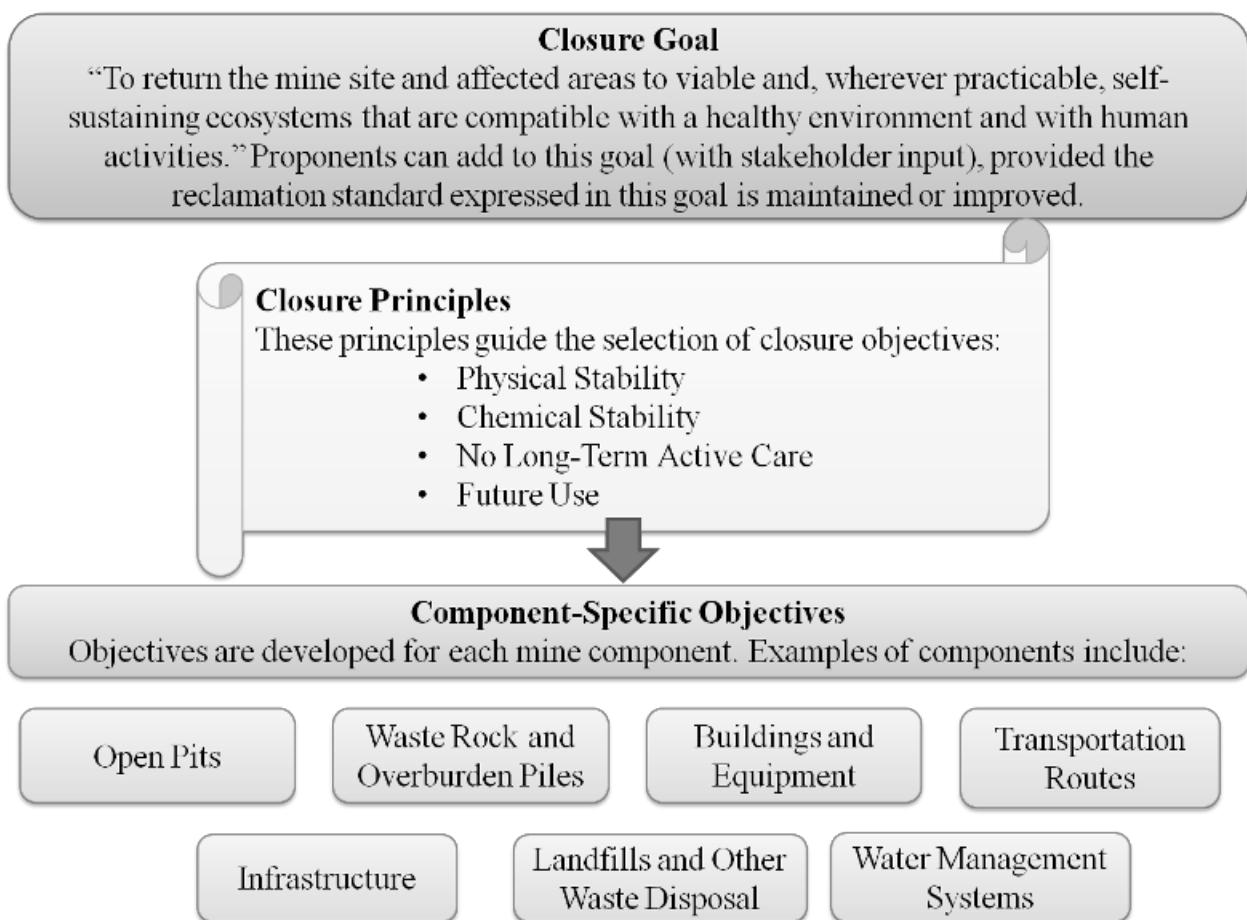 Closure Goal
“To return the mine site and affected areas to viable and, wherever practicable, self-
sustaining ecosystems that are compatible with a healthy environment and with human
activities.” Proponents can add to this goal (with stakeholder input), provided the
reclamation standard expressed in this goal is maintained or improved.
Closure Principles
These principles guide the selection of closure objectives:
• Physical Stability
• Chemical Stability
• No Long-Term Active Care
• Future Use
Component-Specific Objectives
Objectives are developed for each mine component. Examples of components include:
Open Pits
Waste Rock and
Overburden Piles
Buildings and
Equipment
Transportation
Routes
Infrastructure
Landfills and Other
Waste Disposal
Water Management
Systems